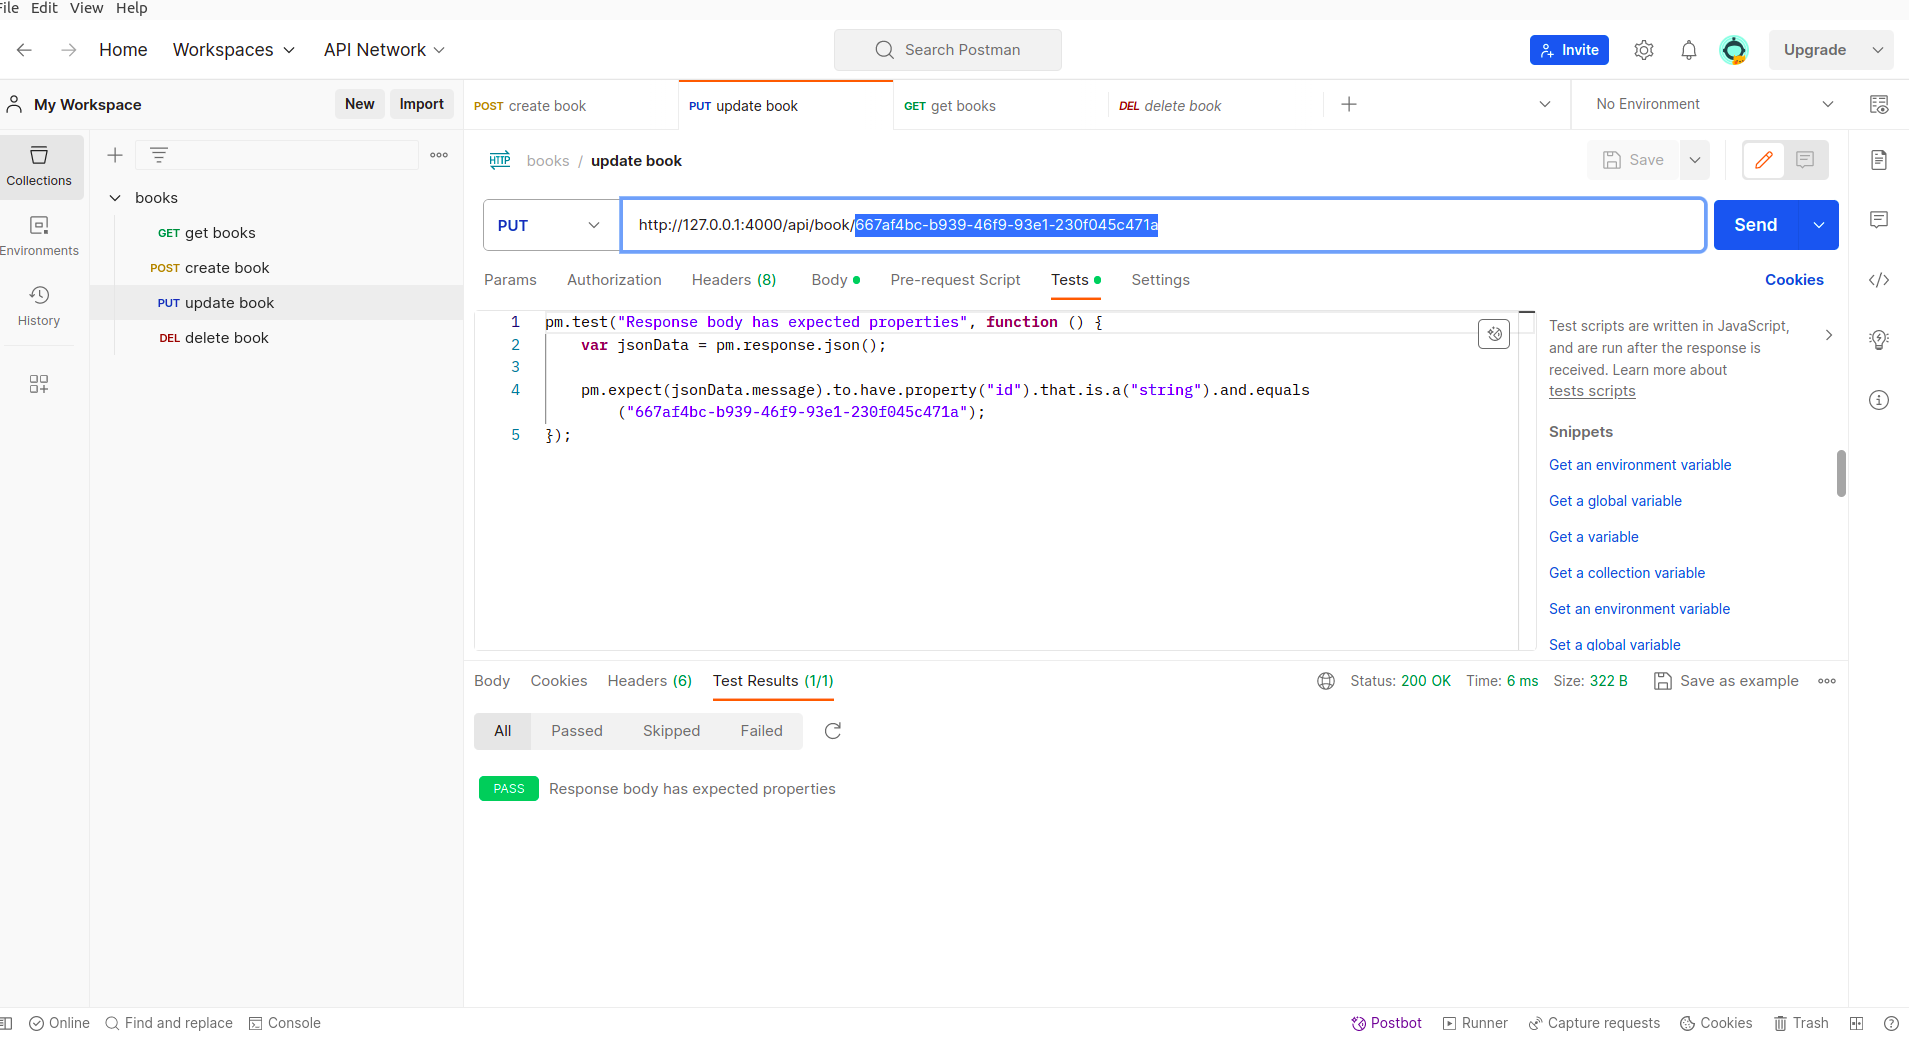 File Edit View Help
Home Workspaces API Network Search Postman Invite Upgrade
My Workspace New Import POST create book PUT update book GET get books DEL delete book No Environment
Collections
Environments
History
books
GET get books
POST create book
PUT update book
DEL delete book
HTTP books / update book Save
PUT http://127.0.0.1:4000/api/book/667af4bc-b939-46f9-93e1-230f045c471a Send
Params Authorization Headers (8) Body Pre-request Script Tests Settings Cookies
1 pm.test("Response body has expected properties", function () {
2 var jsonData = pm.response.json();
3
4 pm.expect(jsonData.message).to.have.property("id").that.is.a("string").and.equals
("667af4bc-b939-46f9-93e1-230f045c471a");
5 });
Test scripts are written in JavaScript,
and are run after the response is
received. Learn more about
tests scripts
Snippets
Get an environment variable
Get a global variable
Get a variable
Get a collection variable
Set an environment variable
Set a global variable
Body Cookies Headers (6) Test Results (1/1) Status: 200 OK Time: 6 ms Size: 322 B Save as example
All Passed Skipped Failed
PASS Response body has expected properties
Online Find and replace Console Postbot Runner Capture requests Cookies Trash